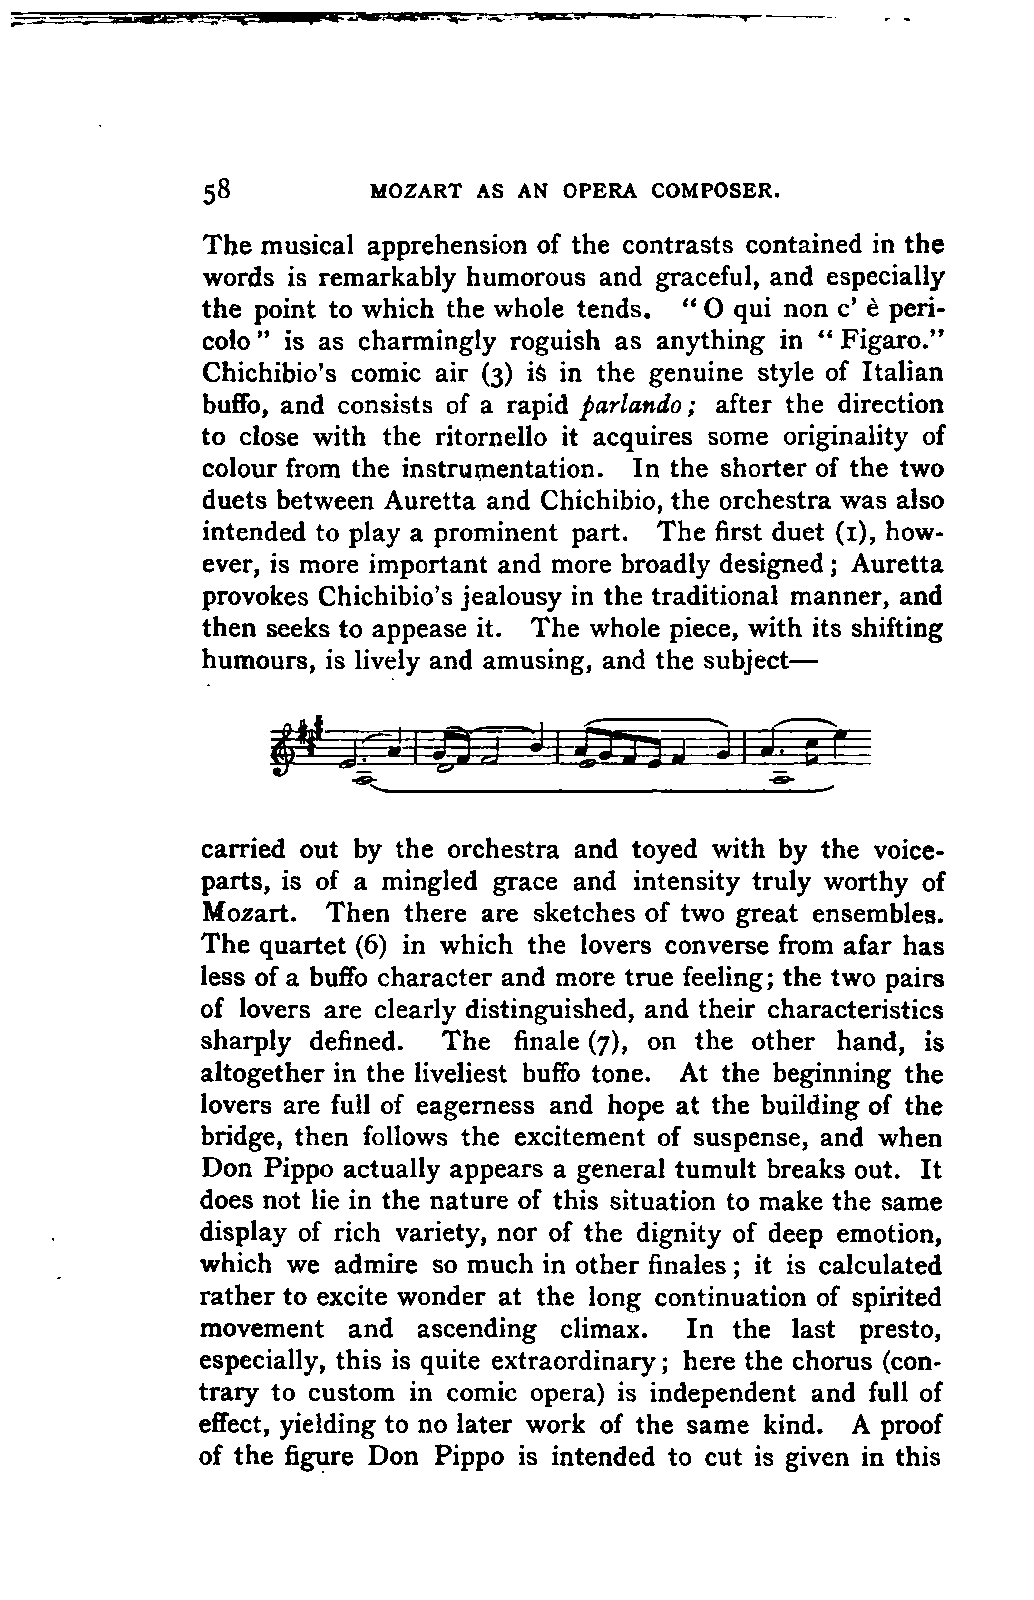 58 MOZART AS AN OPERA COMPOSER.
The musical apprehension of the contrasts contained in the
words is remarkably humorous and graceful, and especially
the point to which the whole tends. “ O qui non c’ è peri-
colo ” is as charmingly roguish as anything in “ Figaro.”
Chichibio’s comic air (3) is in the genuine style of Italian
buffo, and consists of a rapid parlando ; after the direction
to close with the ritornello it acquires some originality of
colour from the instrumentation. In the shorter of the two
duets between Auretta and Chichibio, the orchestra was also
intended to play a prominent part. The first duet (1), how-
ever, is more important and more broadly designed ; Auretta
provokes Chichibio’s jealousy in the traditional manner, and
then seeks to appease it. The whole piece, with its shifting
humours, is lively and amusing, and the subject—
carried out by the orchestra and toyed with by the voice-
parts, is of a mingled grace and intensity truly worthy of
Mozart. Then there are sketches of two great ensembles.
The quartet (6) in which the lovers converse from afar has
less of a buffo character and more true feeling; the two pairs
of lovers are clearly distinguished, and their characteristics
sharply defined. The finale (7), on the other hand, is
altogether in the liveliest buffo tone. At the beginning the
lovers are full of eagerness and hope at the building of the
bridge, then follows the excitement of suspense, and when
Don Pippo actually appears a general tumult breaks out. It
does not lie in the nature of this situation to make the same
display of rich variety, nor of the dignity of deep emotion,
which we admire so much in other finales ; it is calculated
rather to excite wonder at the long continuation of spirited
movement and ascending climax. In the last presto,
especially, this is quite extraordinary ; here the chorus (con-
trary to custom in comic opera) is independent and full of
effect, yielding to no later work of the same kind. A proof
of the figure Don Pippo is intended to cut is given in this